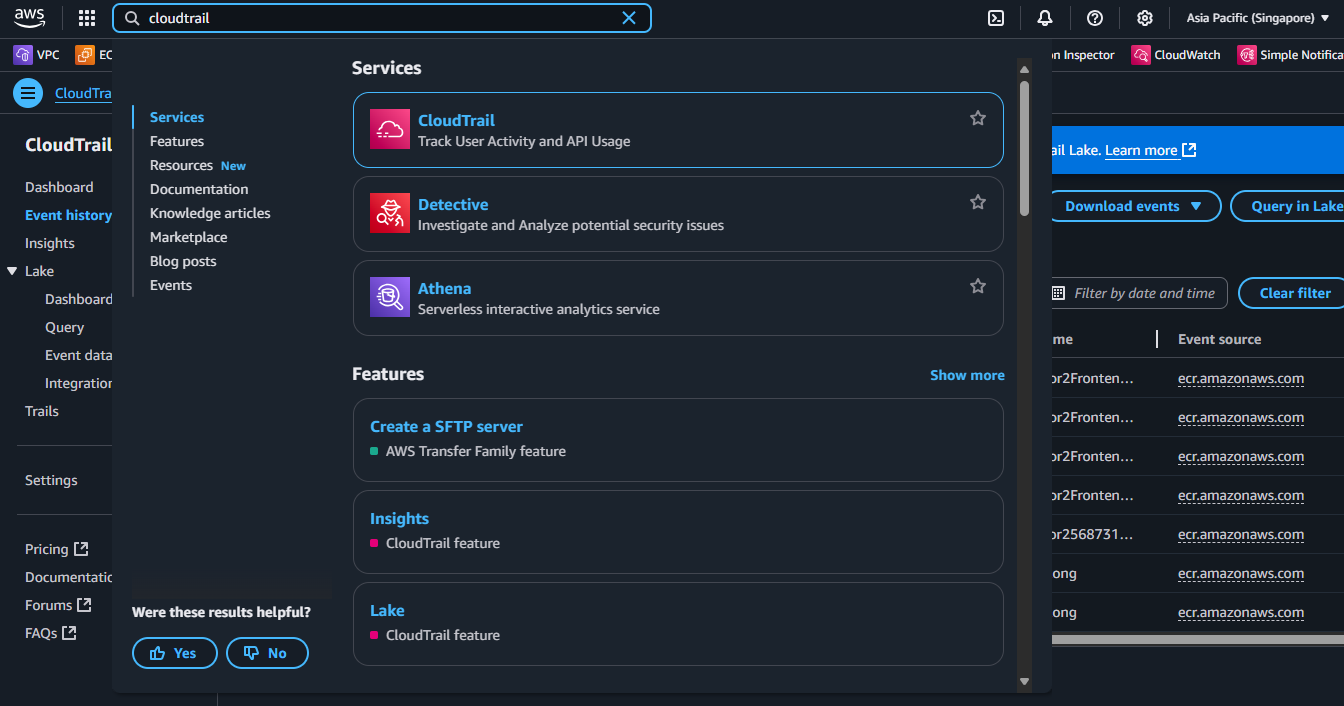 aws
cloudtrail
Asia Pacific (Singapore)
VPC
EC
on Inspector
CloudWatch
Simple Notifica
CloudTra
CloudTrail
Dashboard
Event history
Insights
Lake
Dashboard
Query
Event data
Integration
Trails
Settings
Pricing
Documentatio
Forums
FAQs
Services
Features
Resources New
Documentation
Knowledge articles
Marketplace
Blog posts
Events
Were these results helpful?
Yes
No
Services
CloudTrail
Track User Activity and API Usage
Detective
Investigate and Analyze potential security issues
Athena
Serverless interactive analytics service
Features
Show more
Create a SFTP server
AWS Transfer Family feature
Insights
CloudTrail feature
Lake
CloudTrail feature
ail Lake. Learn more
Download events
Query in Lake
Filter by date and time
Clear filter
me
Event source
or2Fronten…
ecr.amazonaws.com
or2Fronten…
ecr.amazonaws.com
or2Fronten…
ecr.amazonaws.com
or2Fronten…
ecr.amazonaws.com
or2568731…
ecr.amazonaws.com
ong
ecr.amazonaws.com
ong
ecr.amazonaws.com